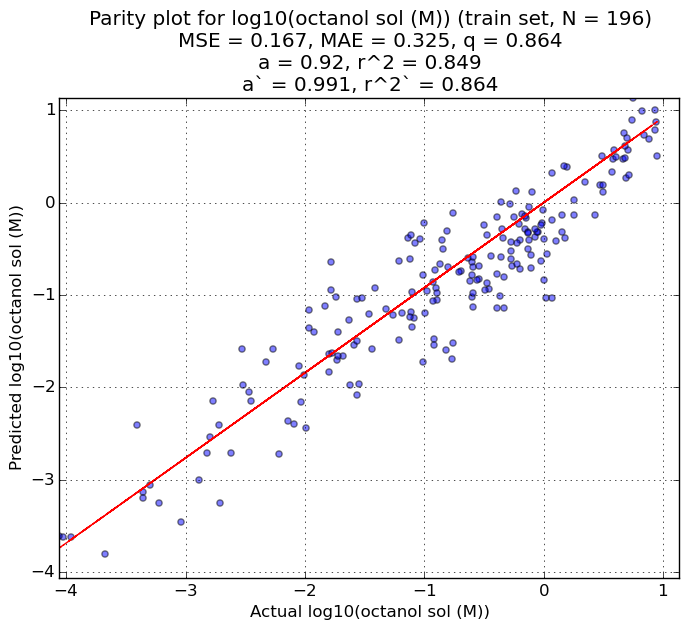 Parity plot for log10(octanol sol (M)) (train set, N = 196)
MSE = 0.167, MAE = 0.325, q = 0.864
a = 0.92, r^2 = 0.849
a` = 0.991, r^2` = 0.864
1
0
−1
−2
−3
−4
Predicted log10(octanol sol (M))
−4 −3 −2 −1 0 1
Actual log10(octanol sol (M))